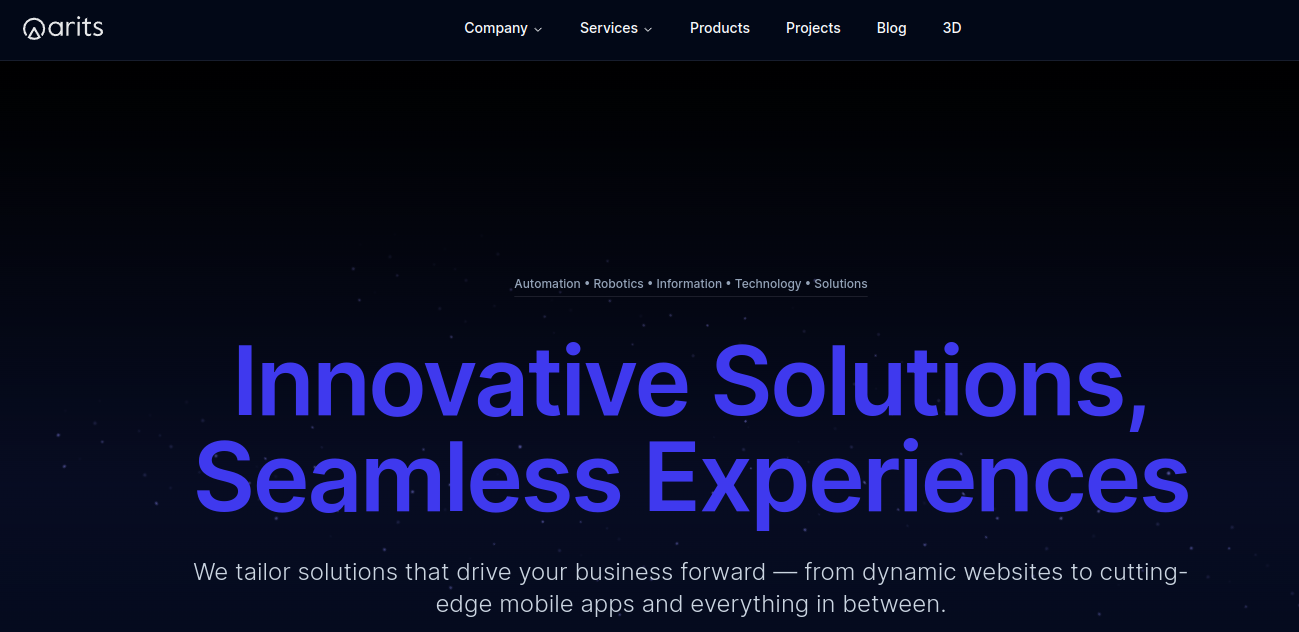 arits
Company Services Products Projects Blog 3D
Automation • Robotics • Information • Technology • Solutions
Innovative Solutions,
Seamless Experiences
We tailor solutions that drive your business forward — from dynamic websites to cutting-
edge mobile apps and everything in between.